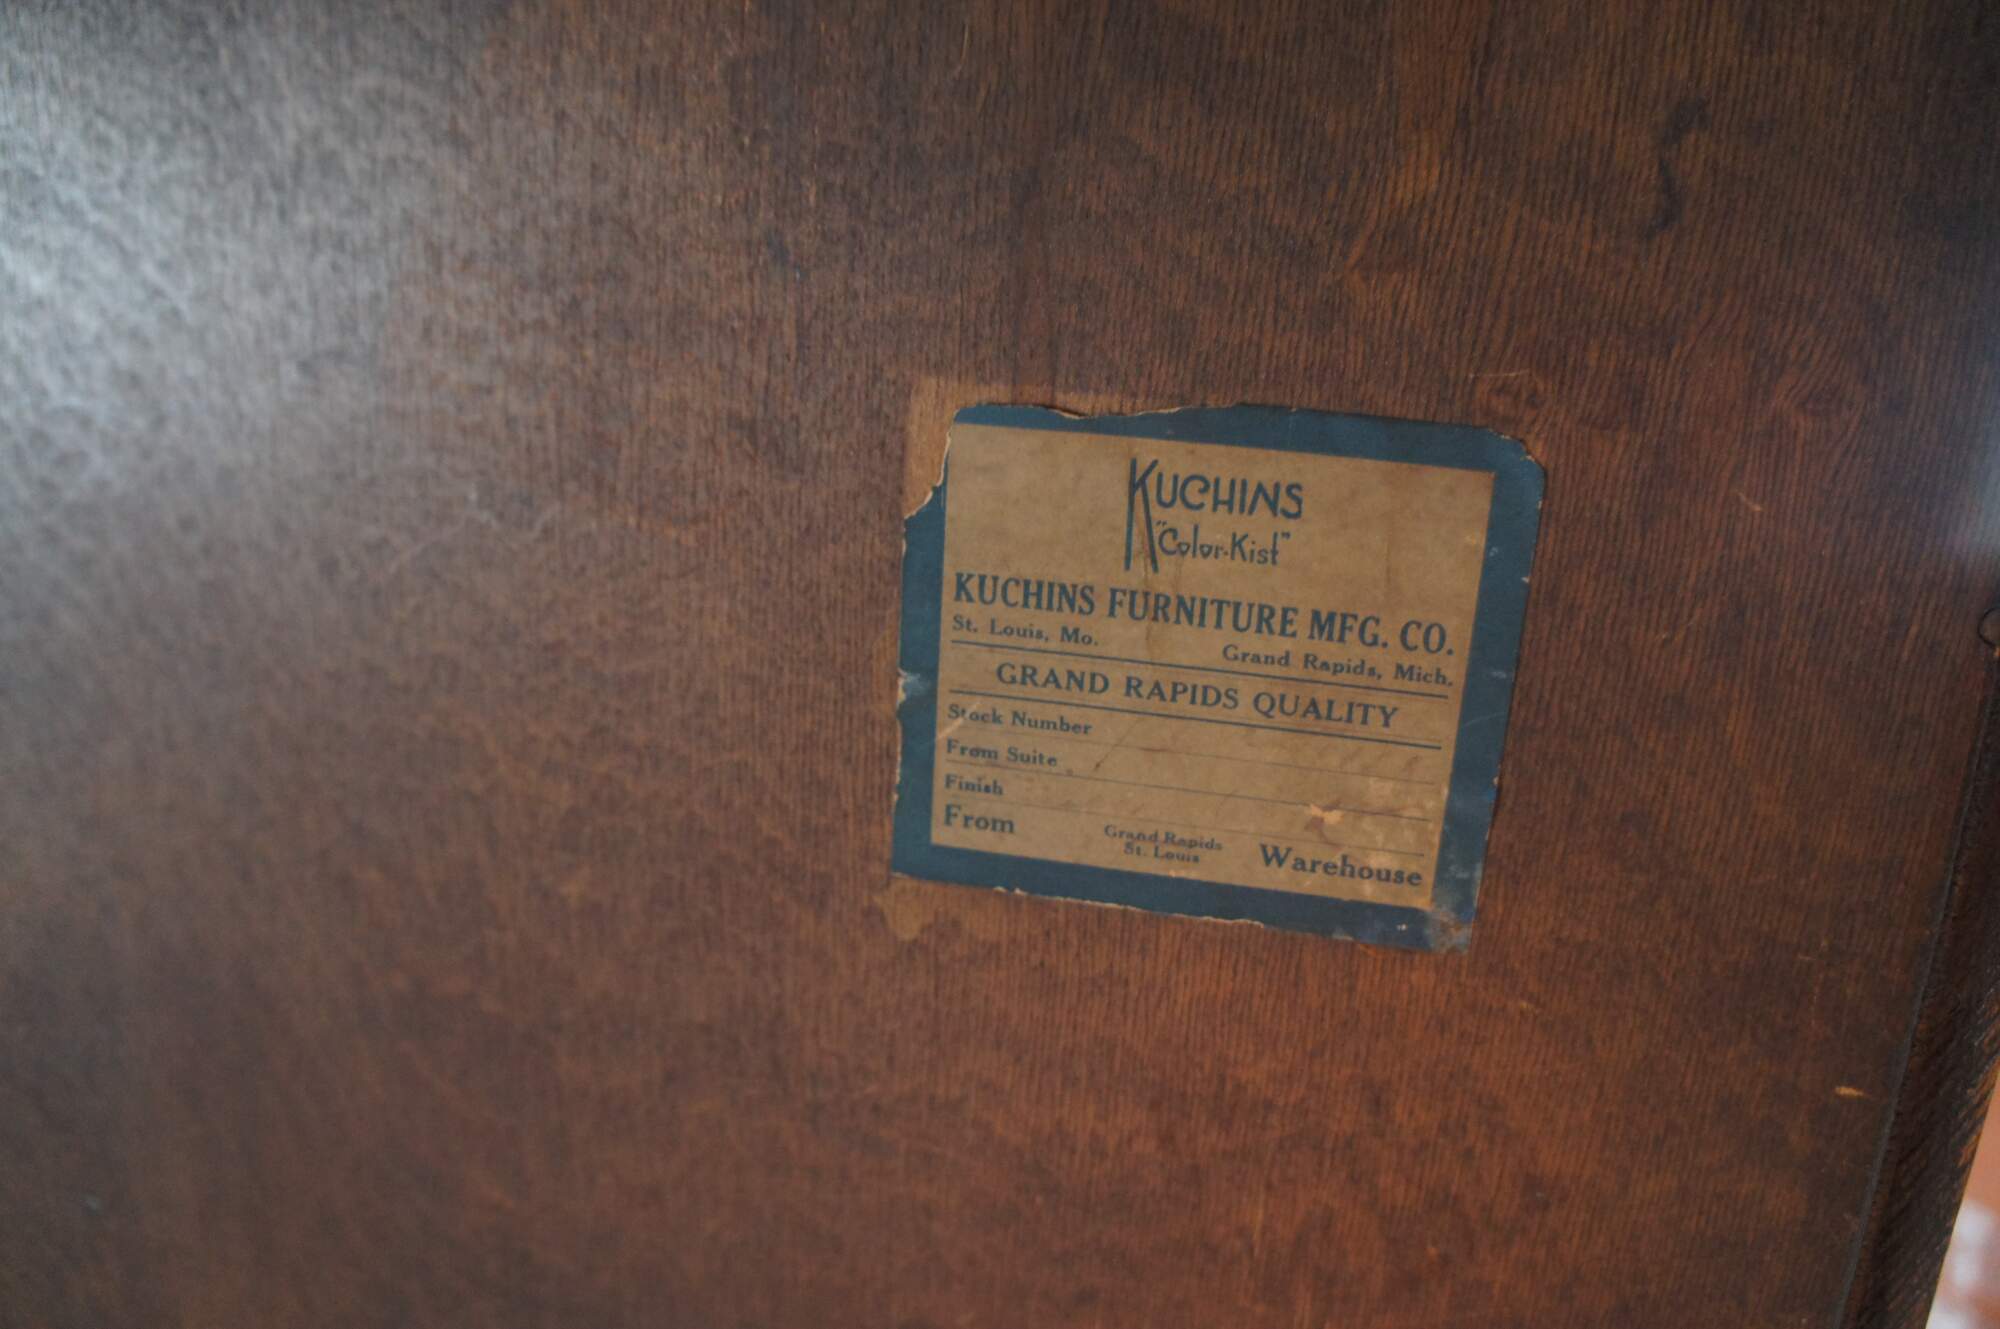 KUCHINS
"Color-Kist"
KUCHINS FURNITURE MFG. CO.
St. Louis, Mo. Grand Rapids, Mich.
GRAND RAPIDS QUALITY
Stock Number
From Suite
Finish
From Grand Rapids St. Louis Warehouse